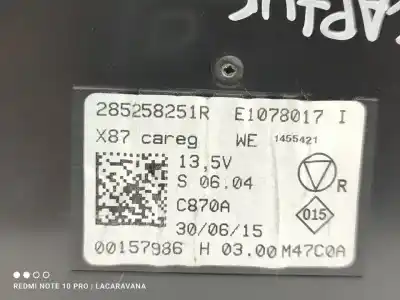 CAPTUR
285258251R E1078017 I
X87 careg WE 1455421
13,5V
S 06.04
R
C870A
015
30/06/15
00157986 H 03.00 M47C0A
REDMI NOTE 10 PRO / LACARAVANA